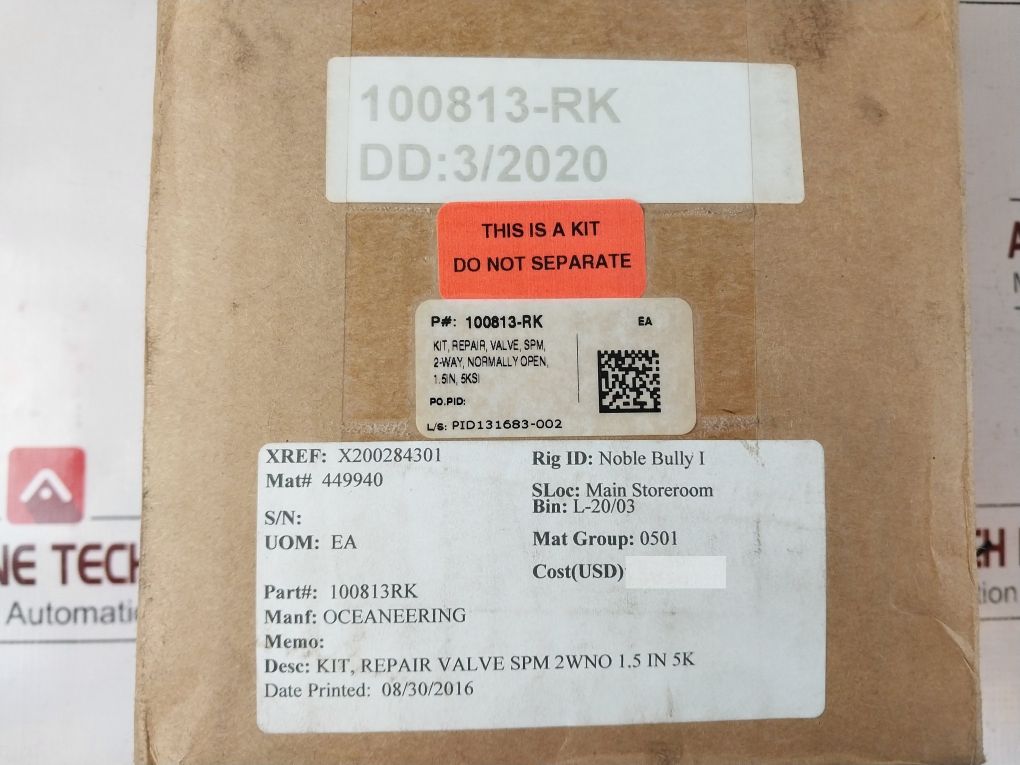 100813-RK
DD:3/2020
THIS IS A KIT
DO NOT SEPARATE
P#: 100813-RK EA
KIT, REPAIR, VALVE, SPM,
2-WAY, NORMALLY OPEN,
1.5IN, 5KSI
PO.PID:
L/S: PID131683-002
XREF: X200284301
Mat# 449940
S/N:
UOM: EA
Part#: 100813RK
Manf: OCEANEERING
Memo:
Desc: KIT, REPAIR VALVE SPM 2WNO 1.5 IN 5K
Date Printed: 08/30/2016
Rig ID: Noble Bully I
SLoc: Main Storeroom
Bin: L-20/03
Mat Group: 0501
Cost(USD)
NE TECH
Automati